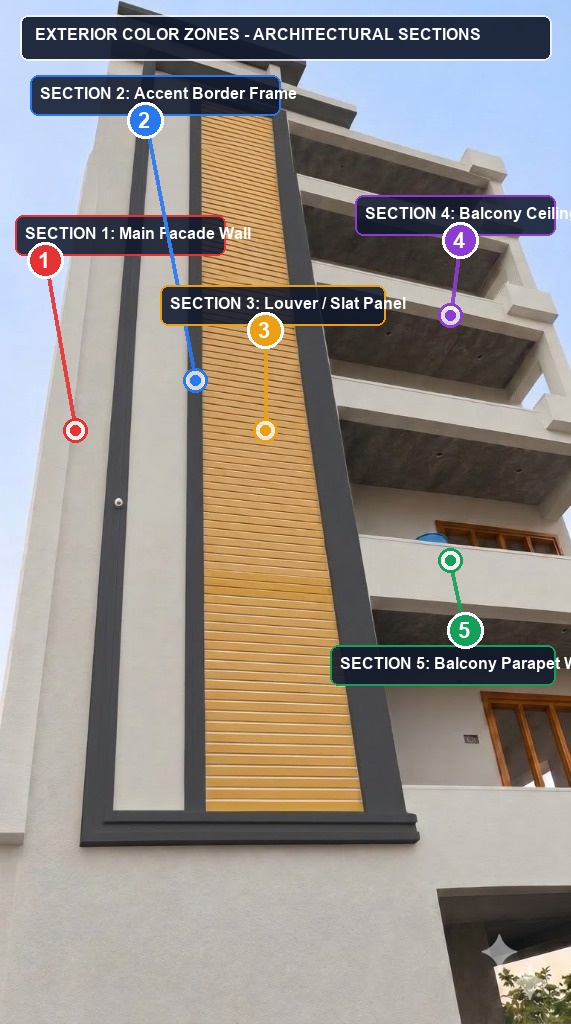 EXTERIOR COLOR ZONES - ARCHITECTURAL SECTIONS
SECTION 2: Accent Border Frame
2
SECTION 4: Balcony Ceilin
4
SECTION 1: Main Facade Wall
1
SECTION 3: Louver / Slat Panel
3
5
SECTION 5: Balcony Parapet W